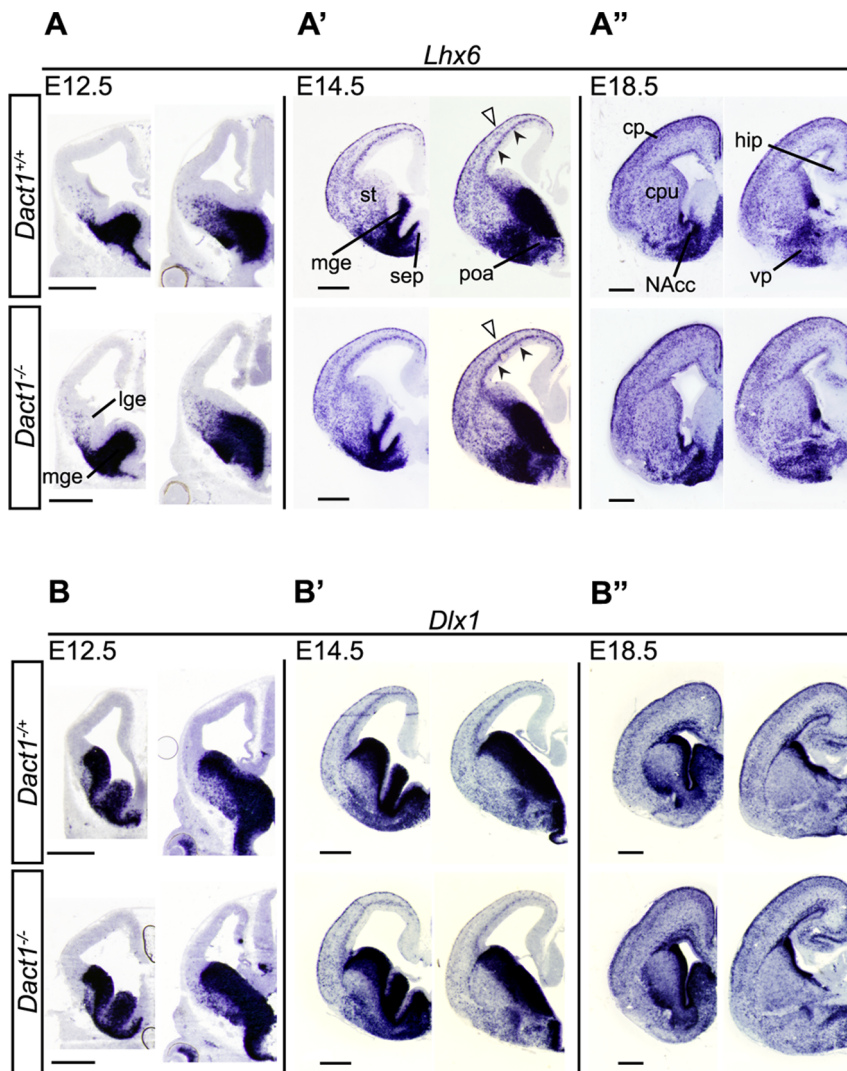 A A' A"
Lhx6
E12.5 E14.5 E18.5
Dact1+/+
cp
hip
st
cpu
mge
sep
poa
NAcc
vp
Dact1-/-
lge
mge
B B' B"
Dlx1
E12.5 E14.5 E18.5
Dact1-/+
Dact1-/-